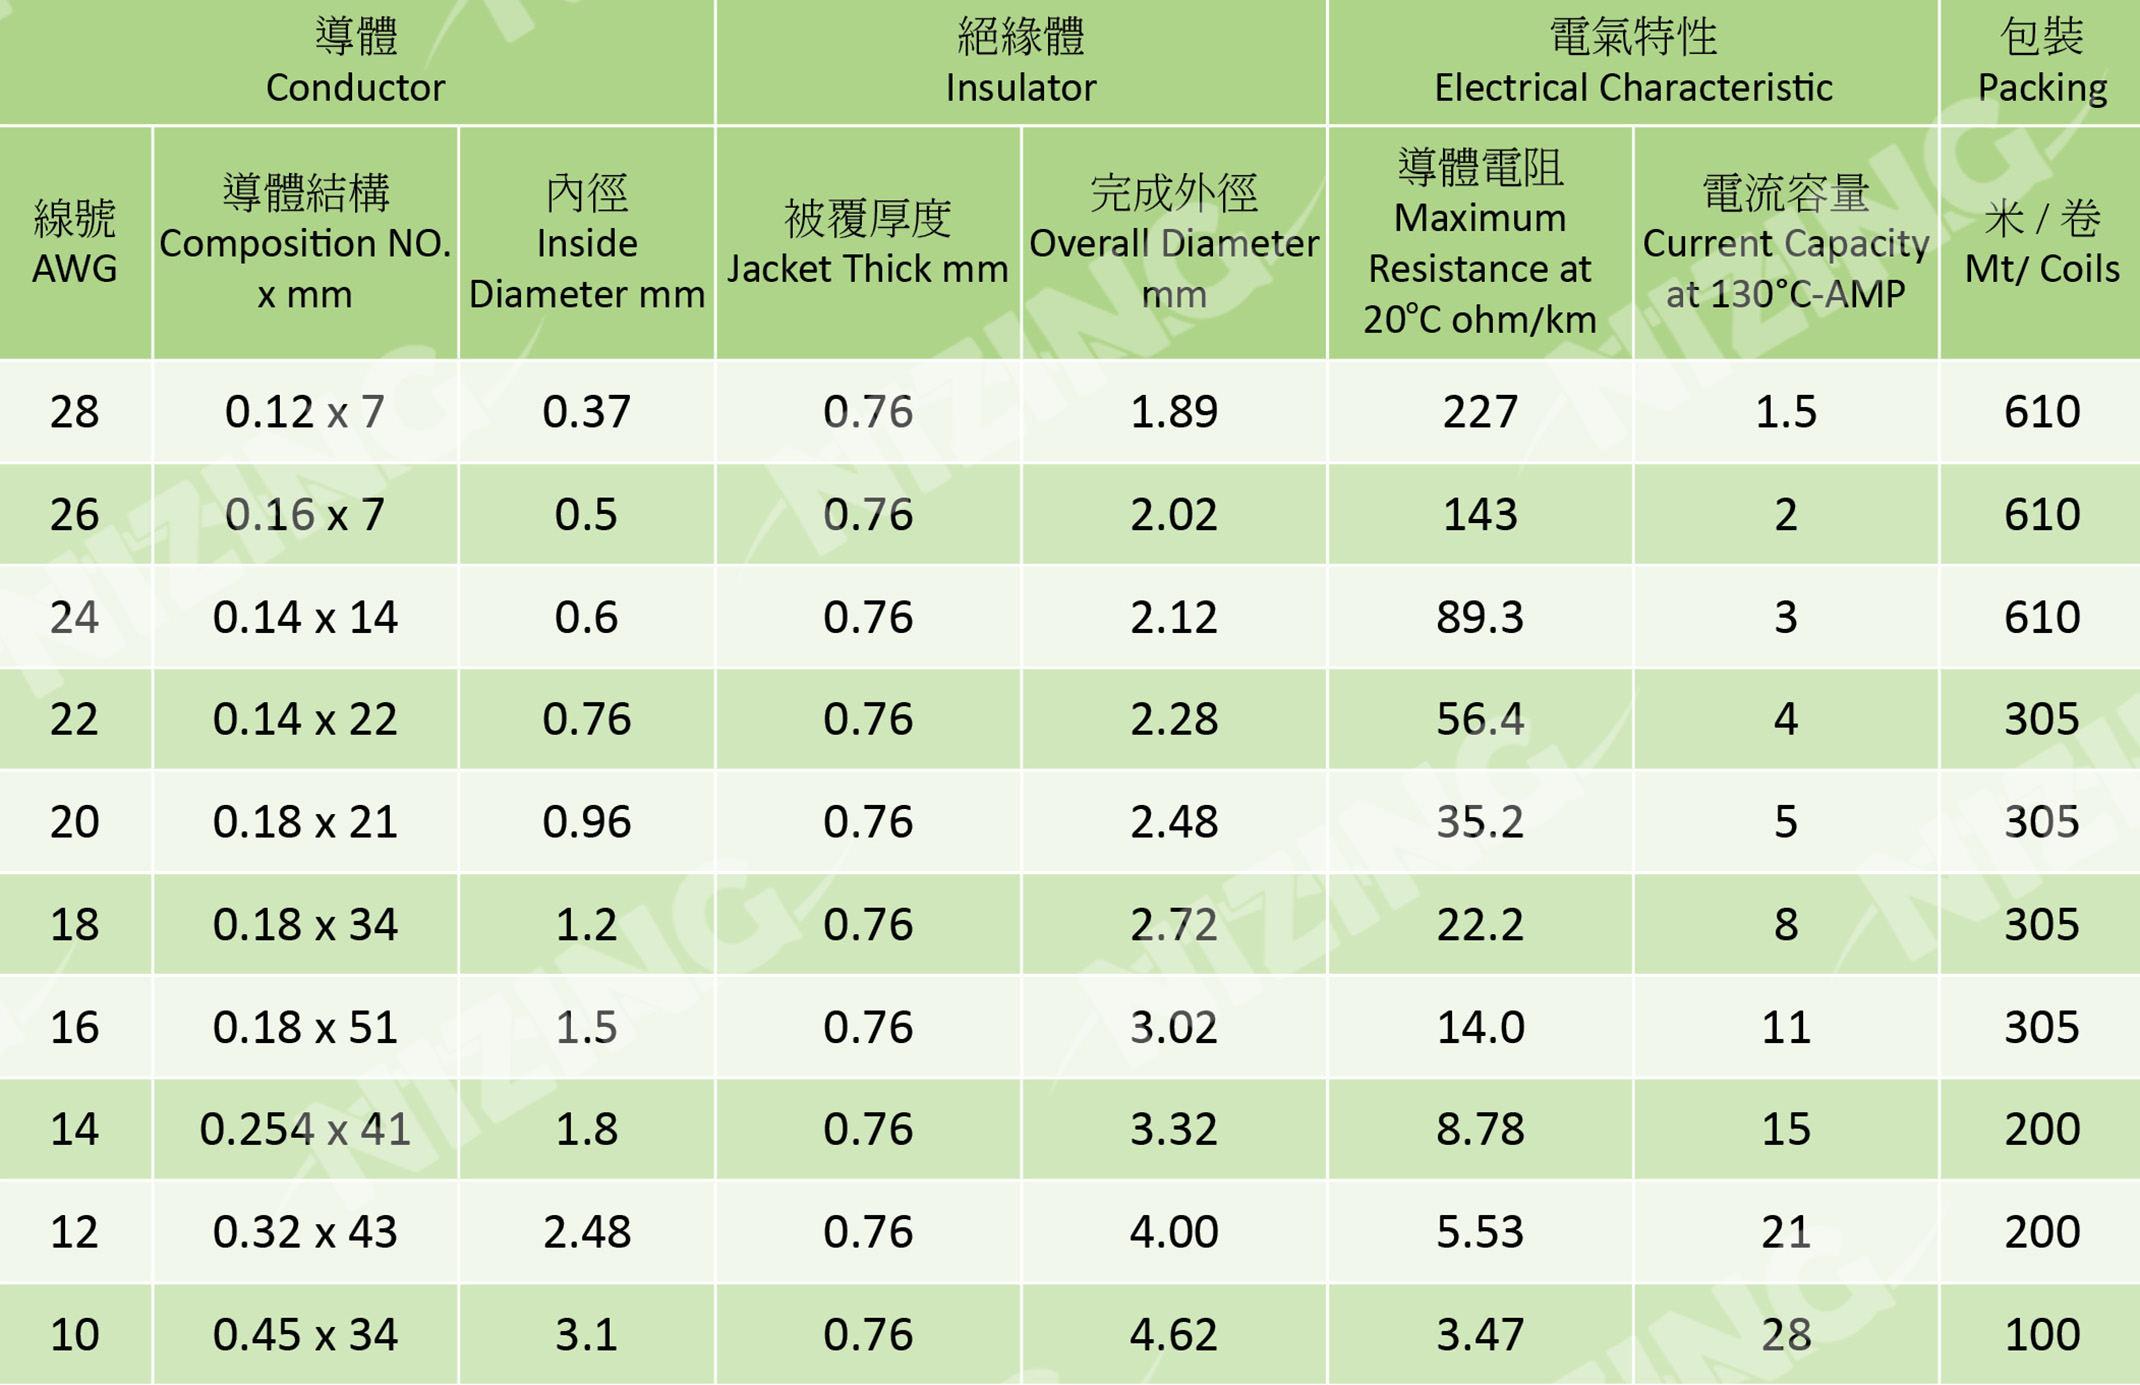 導體
Conductor
絕緣體
Insulator
電氣特性
Electrical Characteristic
包裝
Packing
線號
AWG
導體結構
Composition NO.
x mm
內徑
Inside
Diameter mm
被覆厚度
Jacket Thick mm
完成外徑
Overall Diameter
mm
導體電阻
Maximum
Resistance at
20℃ ohm/km
電流容量
Current Capacity
at 130˚C-AMP
米 / 卷
Mt/ Coils
28 0.12 x 7 0.37 0.76 1.89 227 1.5 610
26 0.16 x 7 0.5 0.76 2.02 143 2 610
24 0.14 x 14 0.6 0.76 2.12 89.3 3 610
22 0.14 x 22 0.76 0.76 2.28 56.4 4 305
20 0.18 x 21 0.96 0.76 2.48 35.2 5 305
18 0.18 x 34 1.2 0.76 2.72 22.2 8 305
16 0.18 x 51 1.5 0.76 3.02 14.0 11 305
14 0.254 x 41 1.8 0.76 3.32 8.78 15 200
12 0.32 x 43 2.48 0.76 4.00 5.53 21 200
10 0.45 x 34 3.1 0.76 4.62 3.47 28 100
NIZING
NIZING
NIZING
NIZING
NIZING
NIZING
NIZING